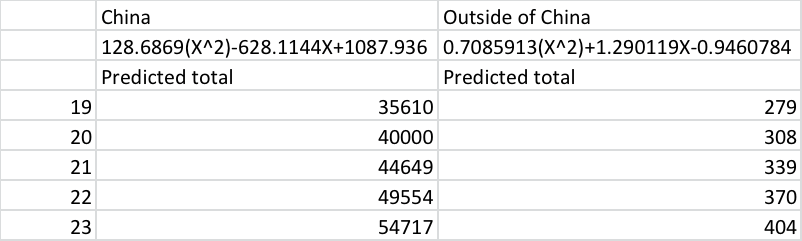 China Outside of China
128.6869(X^2)-628.1144X+1087.936 0.7085913(X^2)+1.290119X-0.9460784
Predicted total Predicted total
19 35610 279
20 40000 308
21 44649 339
22 49554 370
23 54717 404